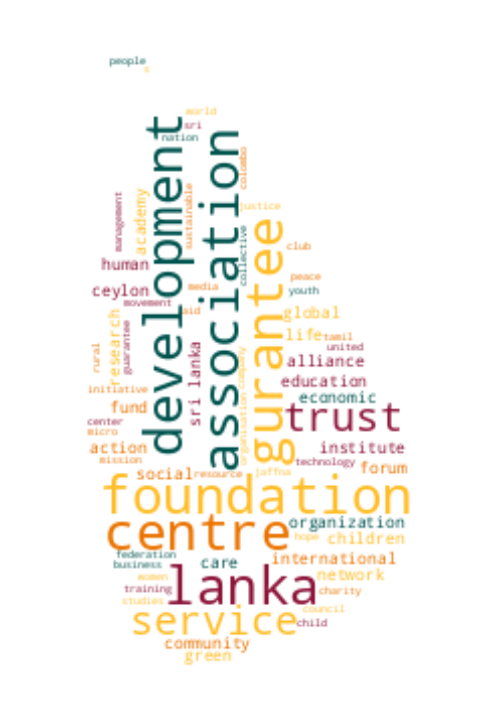 people
s
world
sri
nation
development
association
colombo
management
academy
sustainable
justice
gurantee
collective
club
human
peace
ceylon
media
youth
movement
aid
global
research
guarantee
life
tamil
united
rural
sri lanka
company
alliance
education
initiative
economic
fund
trust
center
micro
action
institute
organisation
mission
technology
forum
social
resource
jaffna
foundation
centre
organization
hope
children
federation
business
care
international
women
network
training
lanka
charity
studies
council
service
child
community
green